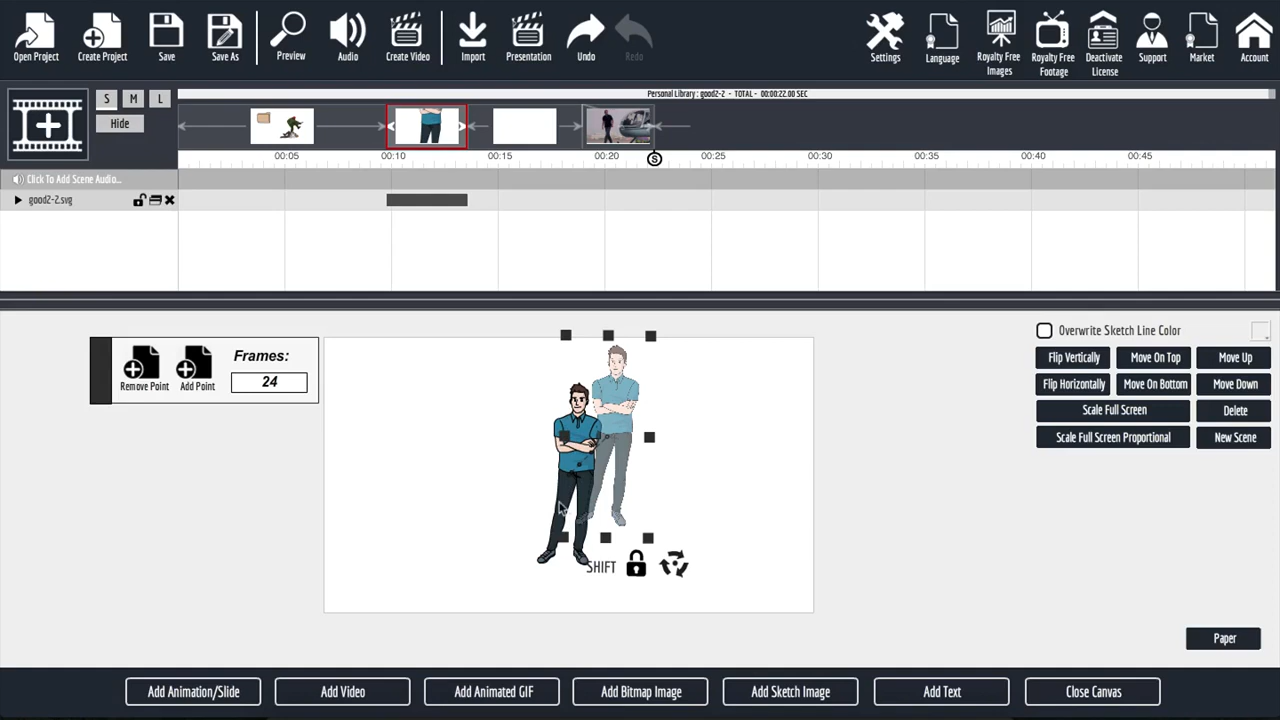 Open Project
Create Project
Save
Save As
Preview
Audio
Create Video
Import
Presentation
Undo
Redo
Settings
Language
Royalty Free
Images
Royalty Free
Footage
Deactivate
License
Support
Market
Account
S
M
L
Hide
Personal Library : good2-2 - TOTAL - 00:00:22.00 SEC
00:05
00:10
00:15
00:20
00:25
00:30
00:35
00:40
00:45
S
Click To Add Scene Audio...
good2-2.svg
Remove Point
Add Point
Frames:
24
SHIFT
Overwrite Sketch Line Color
Flip Vertically
Move On Top
Move Up
Flip Horizontally
Move On Bottom
Move Down
Scale Full Screen
Delete
Scale Full Screen Proportional
New Scene
Paper
Add Animation/Slide
Add Video
Add Animated GIF
Add Bitmap Image
Add Sketch Image
Add Text
Close Canvas